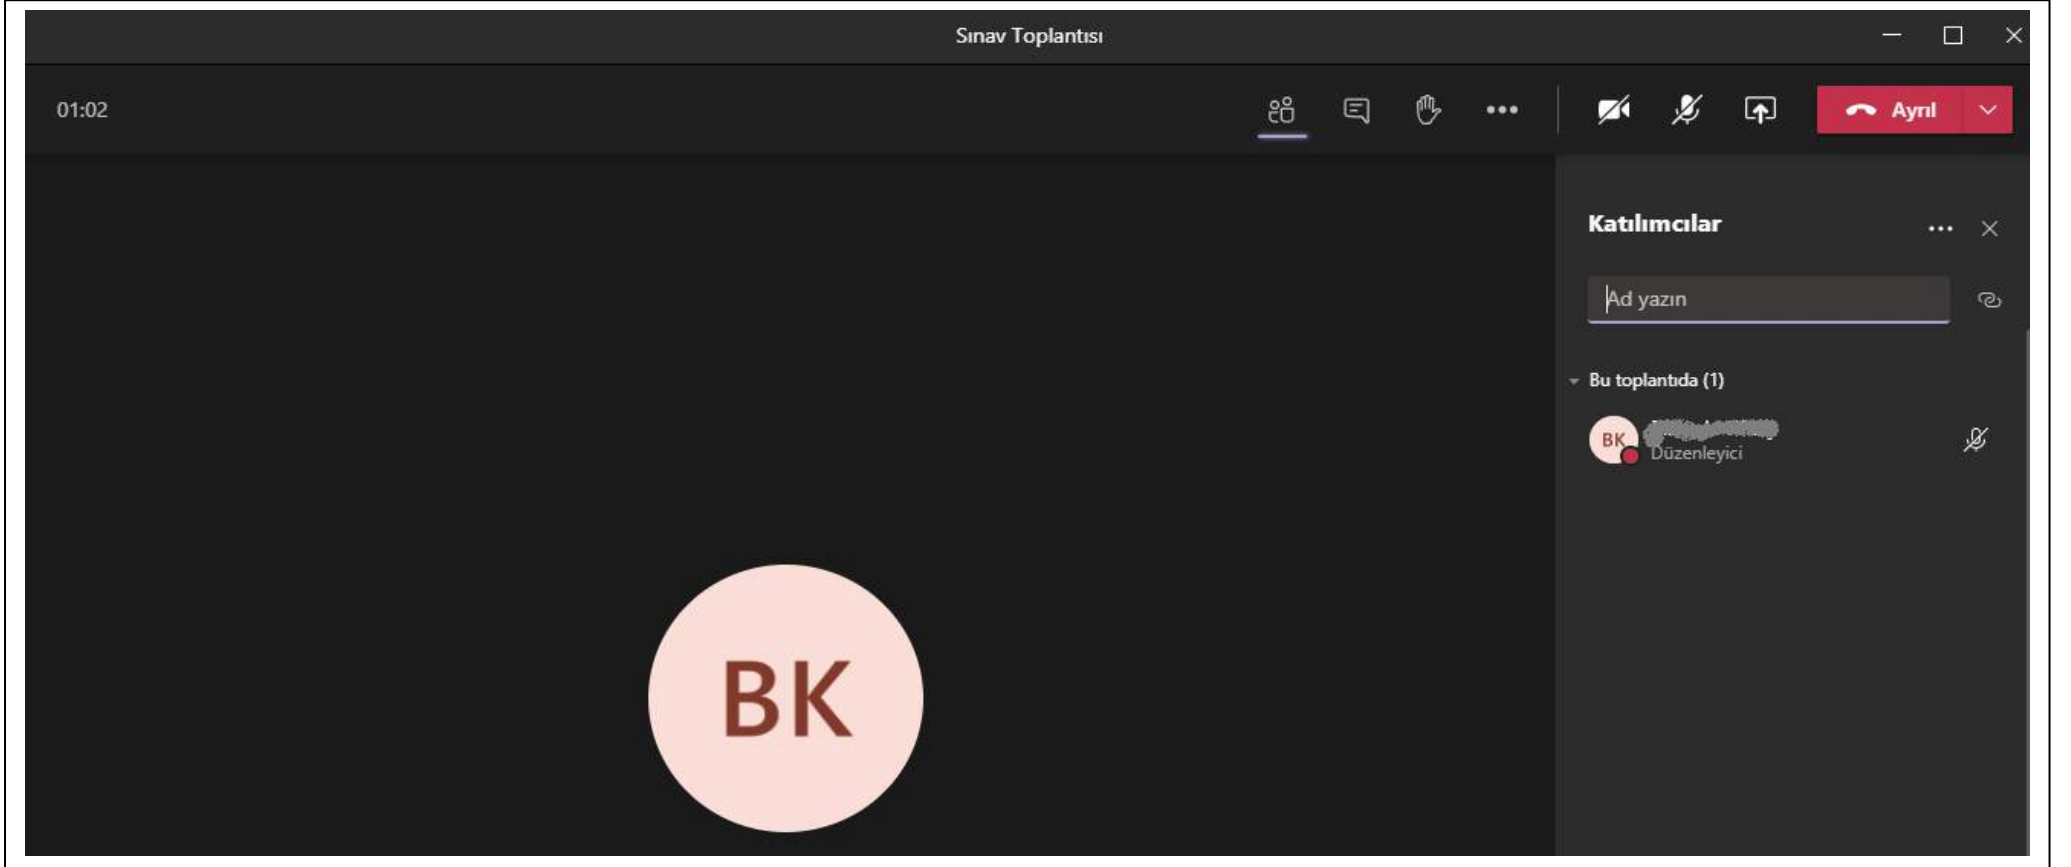 Sınav Toplantısı
01:02
Ayrıl
Katılımcılar
Ad yazın
Bu toplantıda (1)
BK
Düzenleyici
BK